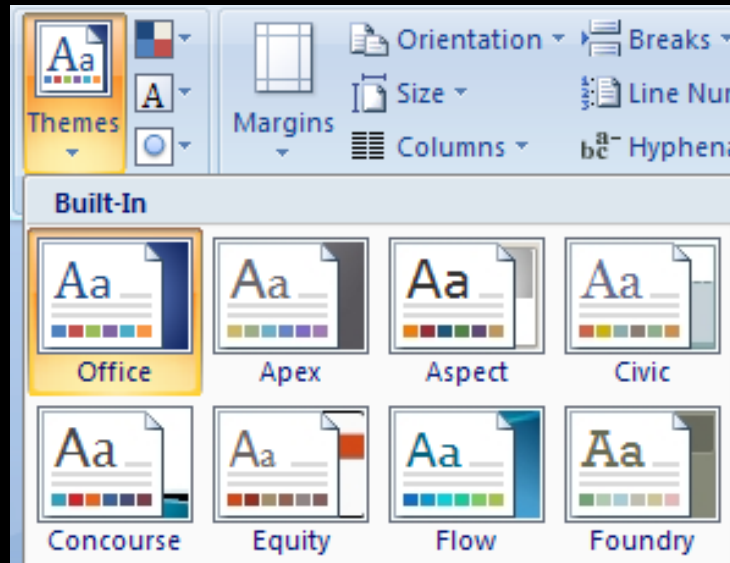 Aa
Themes
A
Margins
Orientation
Size
Columns
Breaks
Line Nur
Hyphena
Built-In
Aa Aa Aa Aa
Office Apex Aspect Civic
Aa Aa Aa Aa
Concourse Equity Flow Foundry